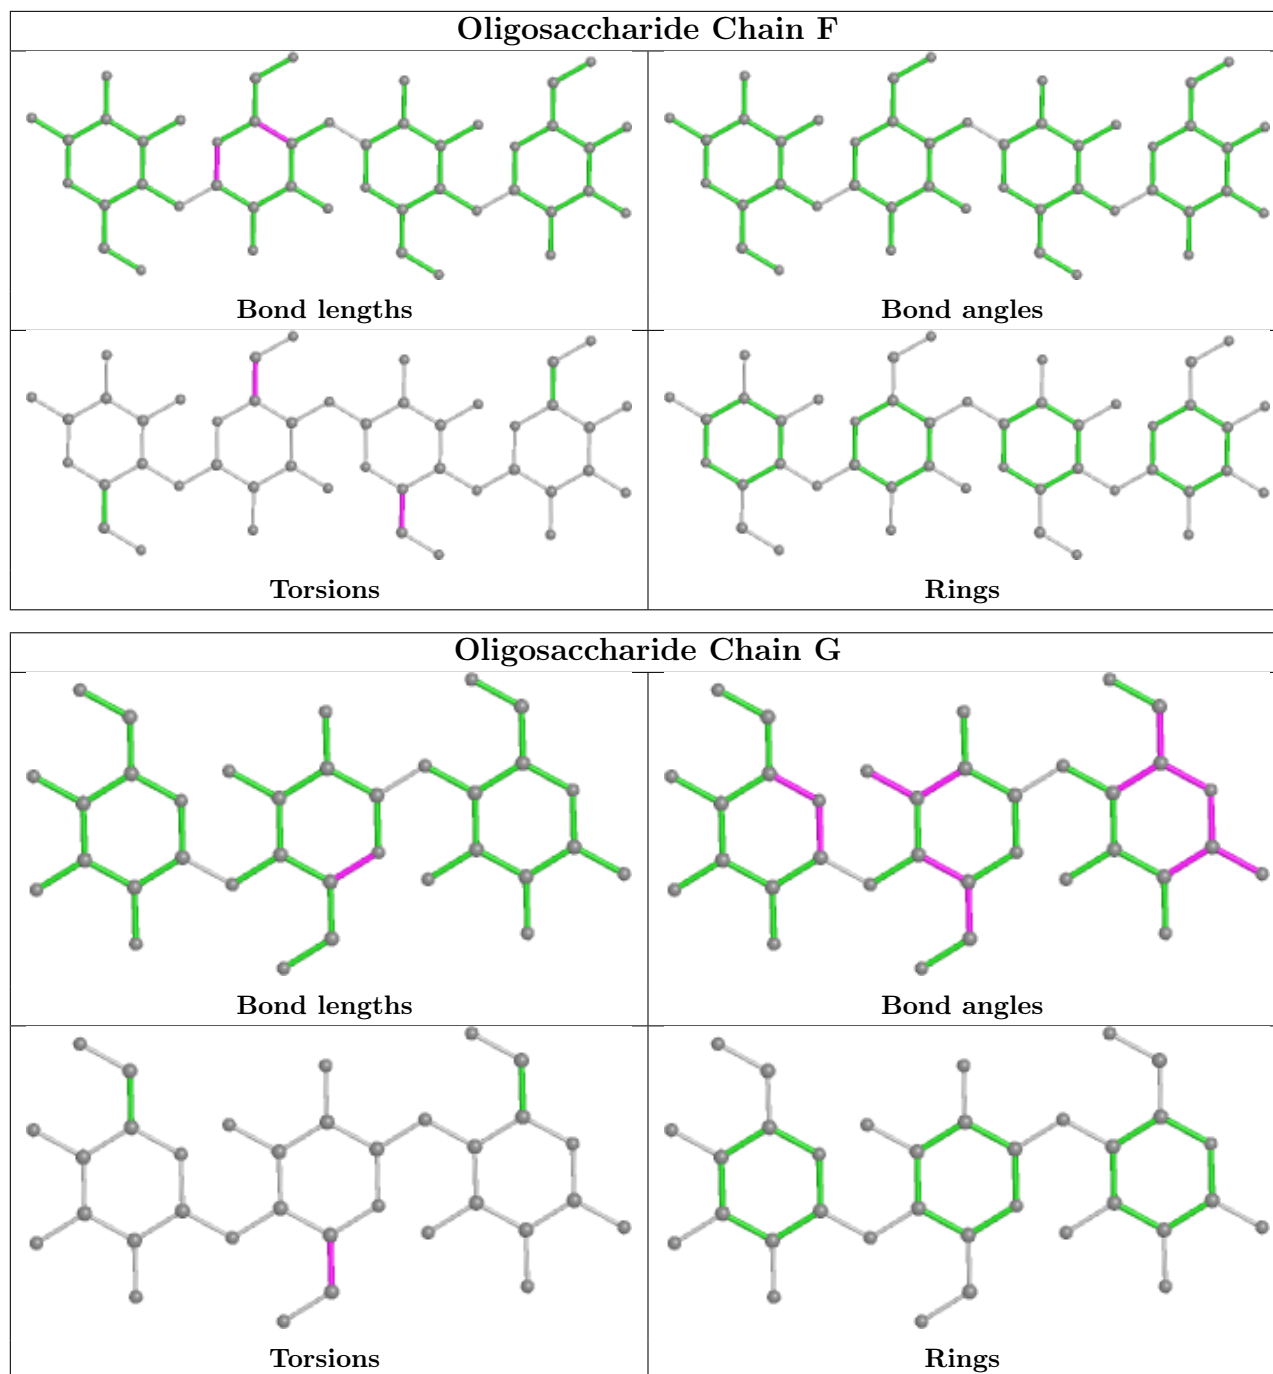 Oligosaccharide Chain F
Bond lengths
Bond angles
Torsions
Rings
Oligosaccharide Chain G
Bond lengths
Bond angles
Torsions
Rings